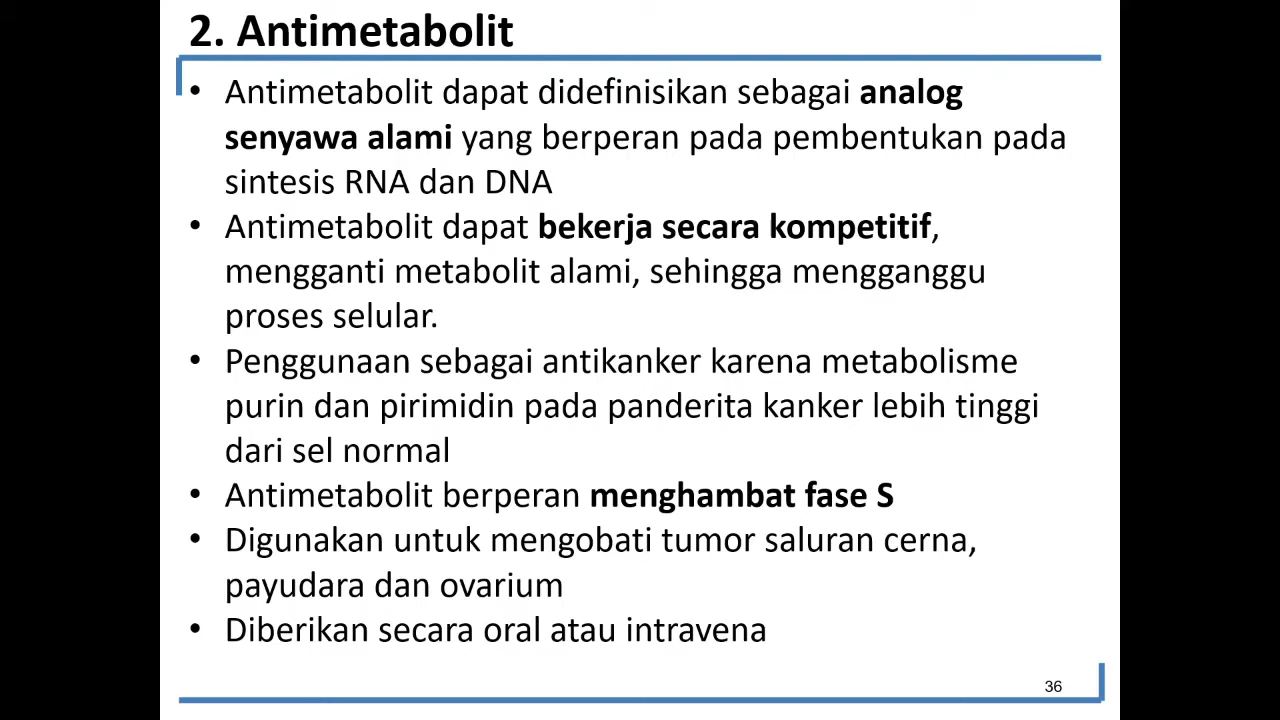 2. Antimetabolit
• Antimetabolit dapat didefinisikan sebagai analog
senyawa alami yang berperan pada pembentukan pada
sintesis RNA dan DNA
• Antimetabolit dapat bekerja secara kompetitif,
mengganti metabolit alami, sehingga mengganggu
proses selular.
• Penggunaan sebagai antikanker karena metabolisme
purin dan pirimidin pada panderita kanker lebih tinggi
dari sel normal
• Antimetabolit berperan menghambat fase S
• Digunakan untuk mengobati tumor saluran cerna,
payudara dan ovarium
• Diberikan secara oral atau intravena
36